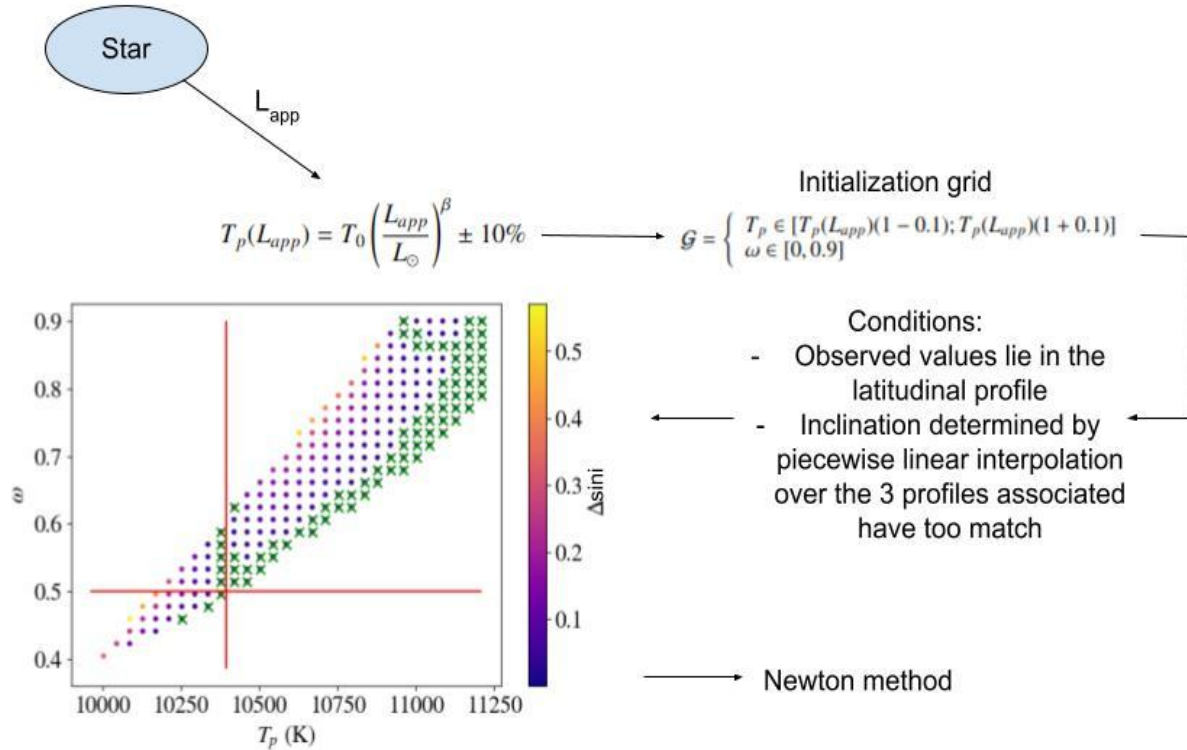 Star
L_app
T_p(L_app) = T_0 (L_app / L_⊙)^β ± 10%
Initialization grid
𝒢 = { T_p ∈ [T_p(L_app)(1 − 0.1); T_p(L_app)(1 + 0.1)]
ω ∈ [0, 0.9]
Conditions:
- Observed values lie in the
latitudinal profile
- Inclination determined by
piecewise linear interpolation
over the 3 profiles associated
have too match
Newton method
0.9
0.8
0.7
0.6
0.5
0.4
ω
10000 10250 10500 10750 11000 11250
T_p (K)
0.5
0.4
0.3
0.2
0.1
Δsini